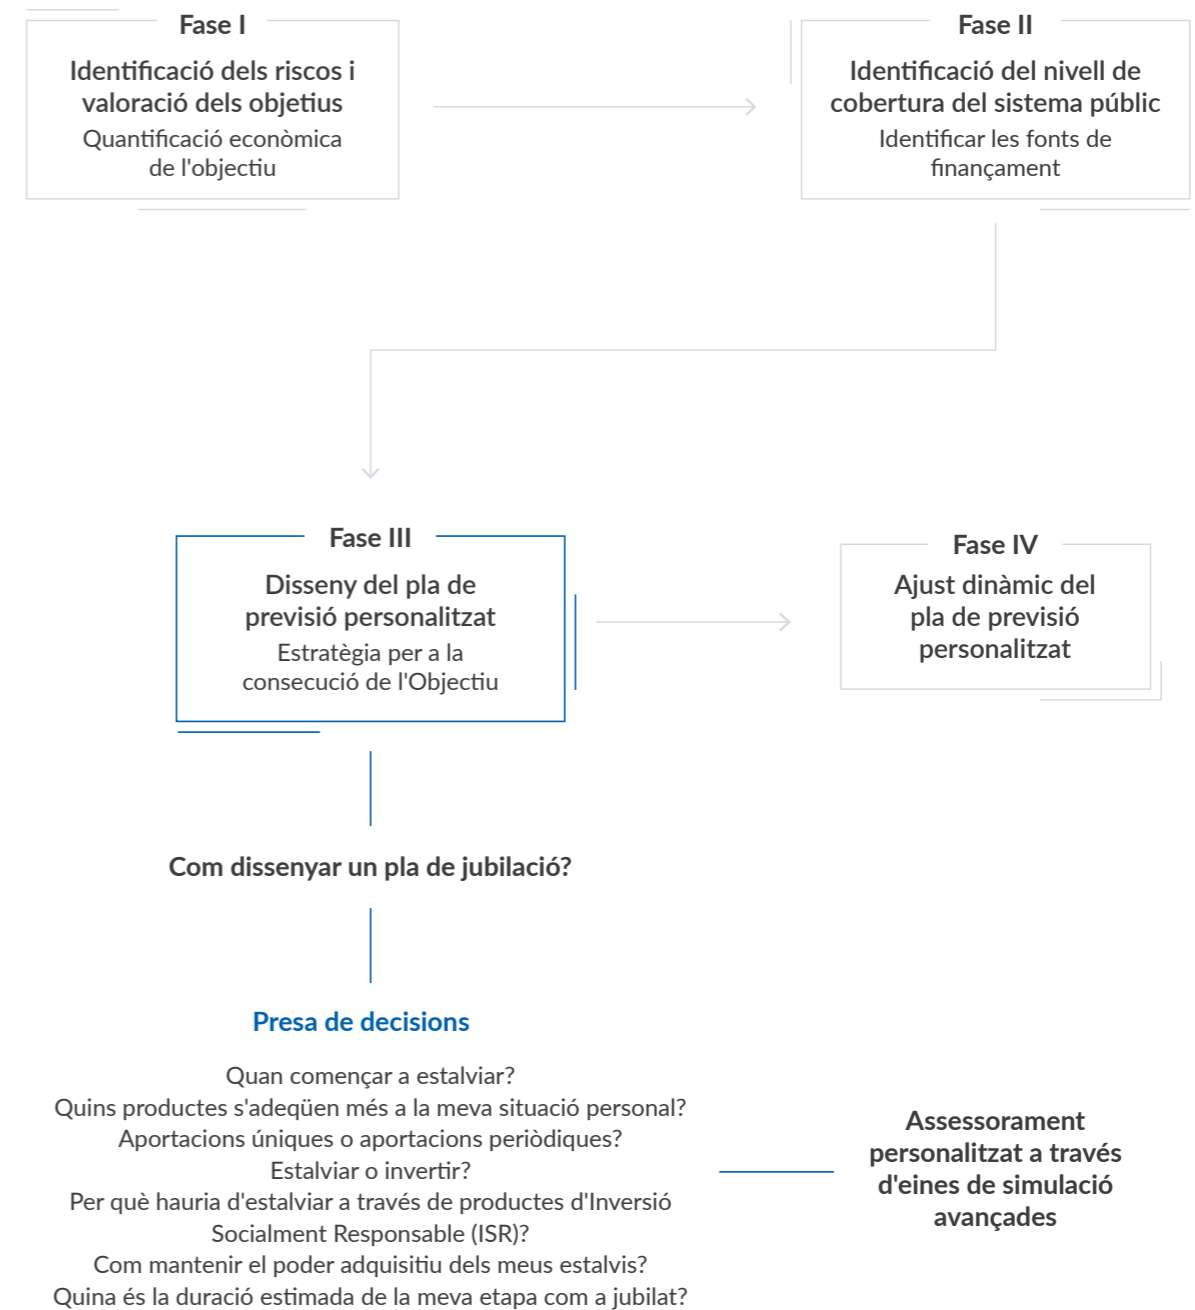 Fase I
Identificació dels riscos i
valoració dels objetius
Quantificació econòmica
de l'objectiu
Fase II
Identificació del nivell de
cobertura del sistema públic
Identificar les fonts de
finançament
Fase III
Disseny del pla de
previsió personalitzat
Estratègia per a la
consecució de l'Objectiu
Fase IV
Ajust dinàmic del
pla de previsió
personalitzat
Com dissenyar un pla de jubilació?
Presa de decisions
Quan començar a estalviar?
Quins productes s'adeqüen més a la meva situació personal?
Aportacions úniques o aportacions periòdiques?
Estalviar o invertir?
Per què hauria d'estalviar a través de productes d'Inversió
Socialment Responsable (ISR)?
Com mantenir el poder adquisitiu dels meus estalvis?
Quina és la duració estimada de la meva etapa com a jubilat?
Assessorament
personalitzat a través
d'eines de simulació
avançades